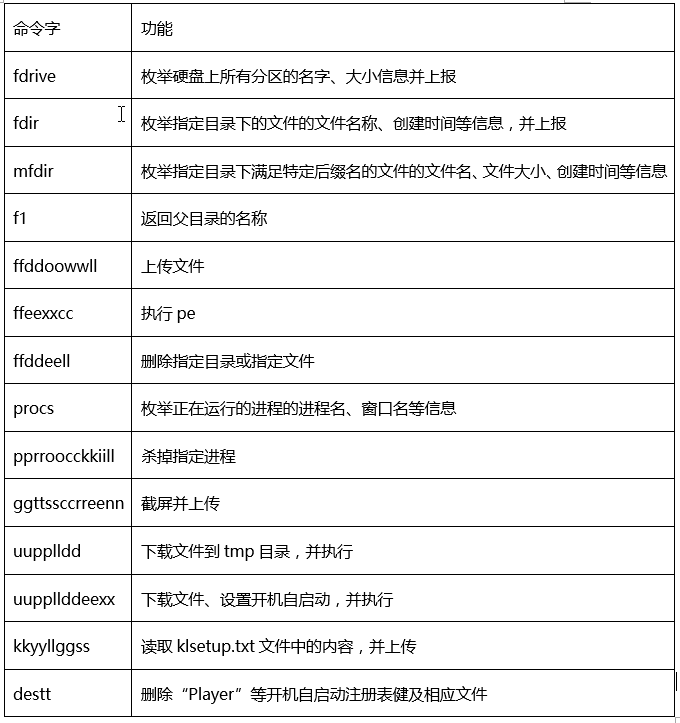 命令字 功能
fdrive 枚举硬盘上所有分区的名字、大小信息并上报
fdir 枚举指定目录下的文件的文件名称、创建时间等信息，并上报
mfdir 枚举指定目录下满足特定后缀名的文件的文件名、文件大小、创建时间等信息
f1 返回父目录的名称
ffddoowwll 上传文件
ffeexxcc 执行 pe
ffddeell 删除指定目录或指定文件
procs 枚举正在运行的进程的进程名、窗口名等信息
pprroocckkiill 杀掉指定进程
ggttssccrreenn 截屏并上传
uupplldd 下载文件到 tmp 目录，并执行
uuppllddeexx 下载文件、设置开机自启动，并执行
kkyyllggss 读取 klsetup.txt 文件中的内容，并上传
destt 删除“Player”等开机自启动注册表健及相应文件